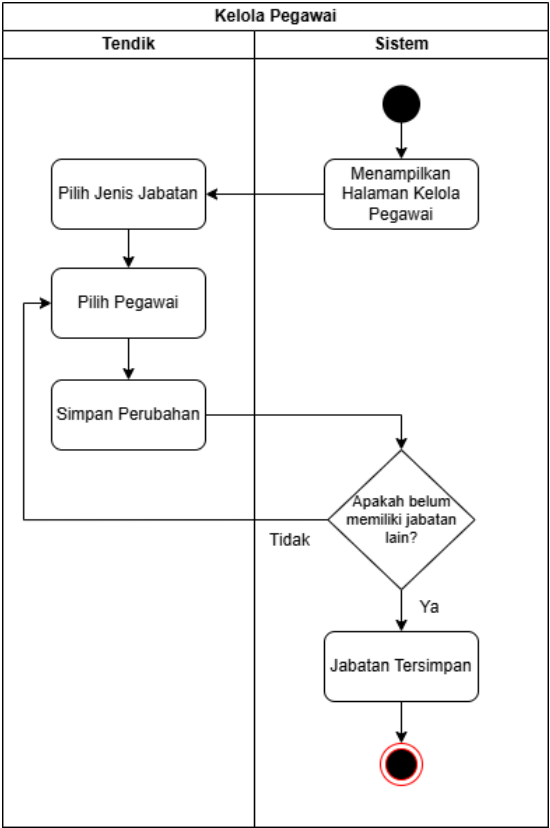 Kelola Pegawai
Tendik
Sistem
Menampilkan
Halaman Kelola
Pegawai
Pilih Jenis Jabatan
Pilih Pegawai
Simpan Perubahan
Apakah belum
memiliki jabatan
lain?
Tidak
Ya
Jabatan Tersimpan